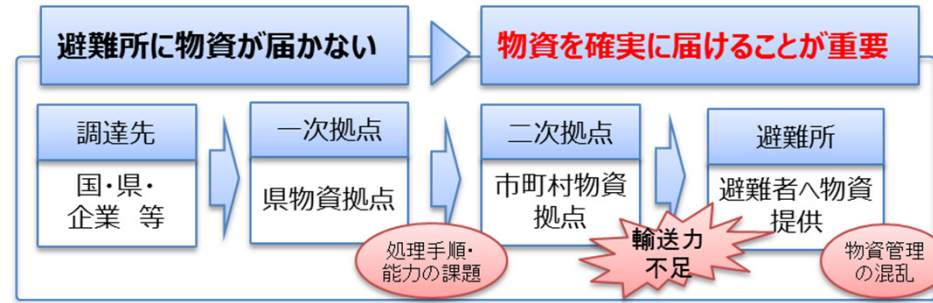 避難所に物資が届かない
物資を確実に届けることが重要
調達先
国・県・
企業 等
一次拠点
県物資拠点
処理手順・
能力の課題
二次拠点
市町村物資
拠点
輸送力
不足
避難所
避難者へ物資
提供
物資管理
の混乱